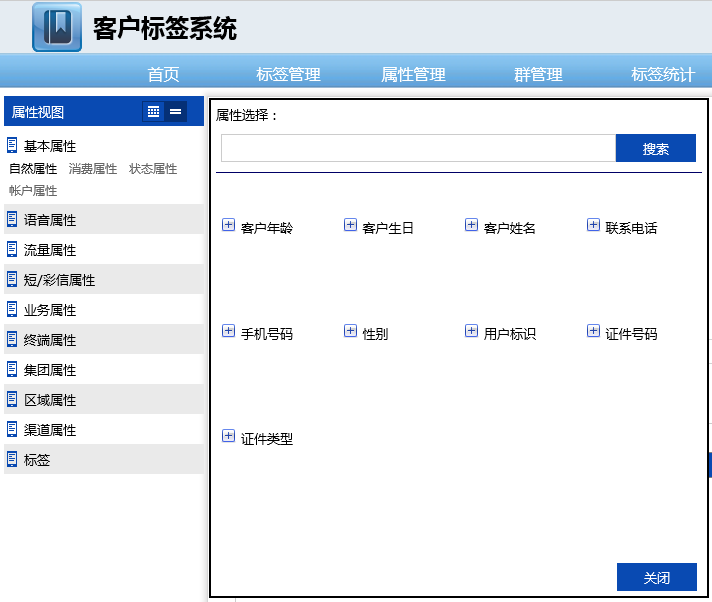 客户标签系统
首页 标签管理 属性管理 群管理 标签统计
属性视图
基本属性
自然属性 消费属性 状态属性
帐户属性
语音属性
流量属性
短/彩信属性
业务属性
终端属性
集团属性
区域属性
渠道属性
标签
属性选择：
搜索
客户年龄 客户生日 客户姓名 联系电话
手机号码 性别 用户标识 证件号码
证件类型
关闭